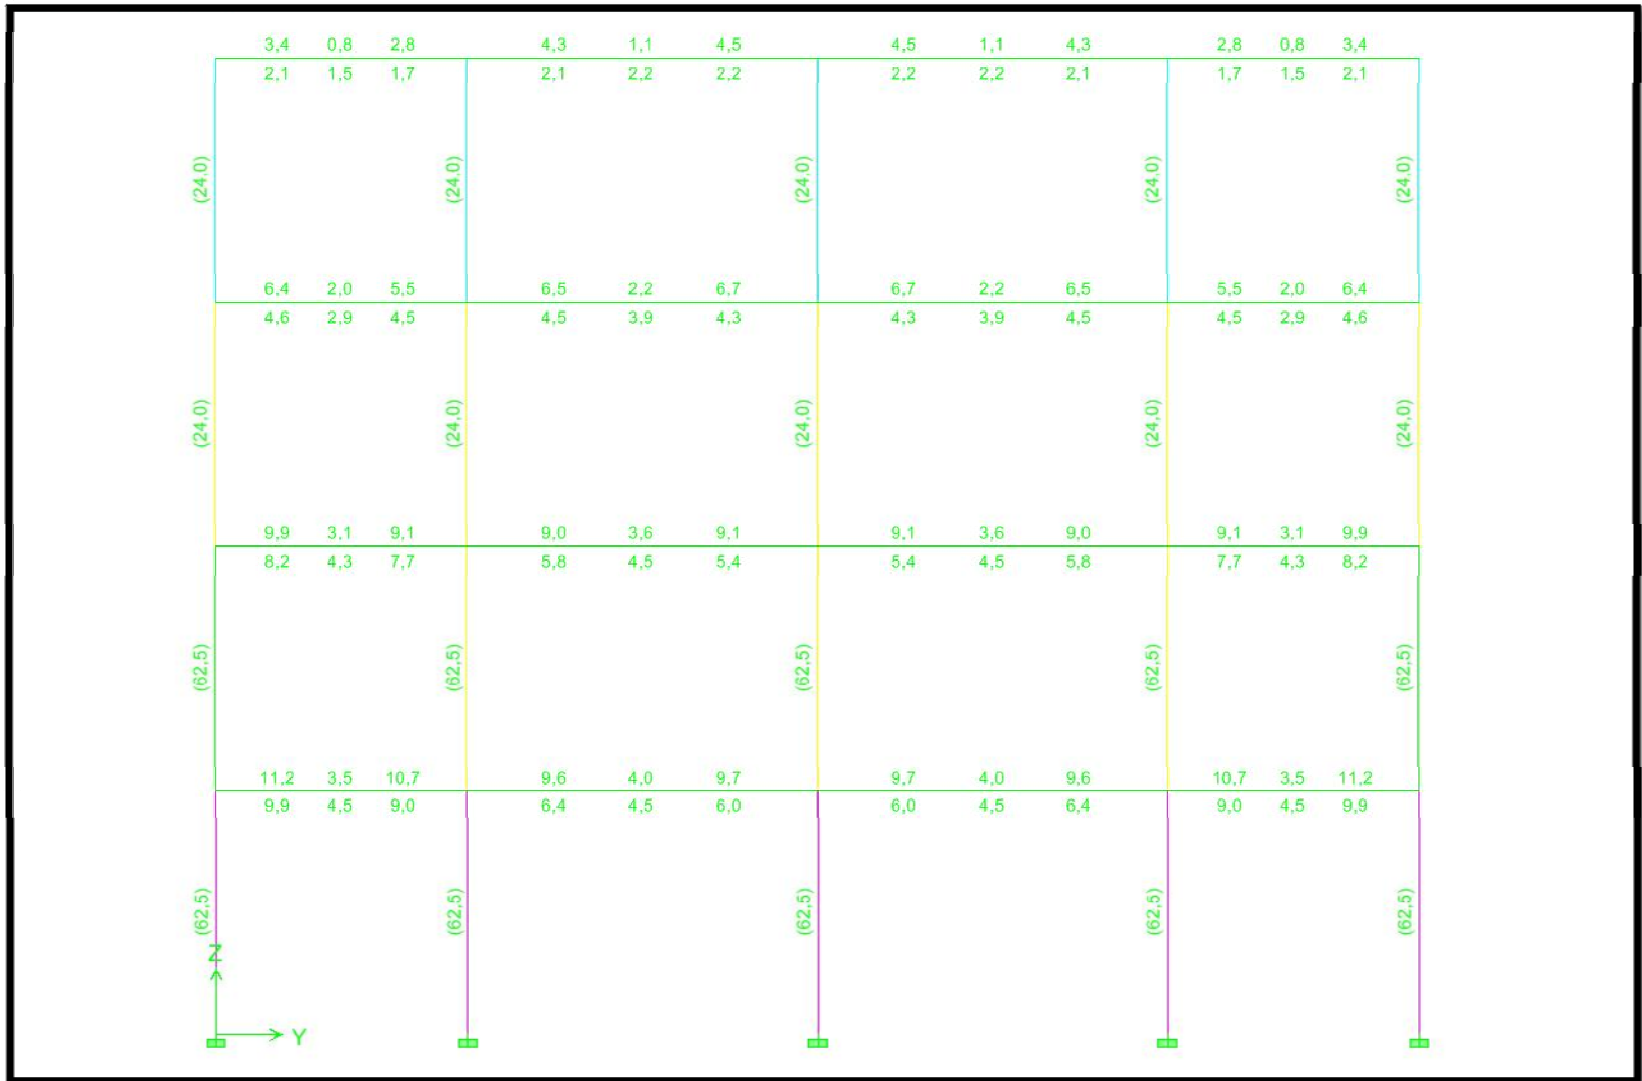 3,4 0,8 2,8 4,3 1,1 4,5 4,5 1,1 4,3 2,8 0,8 3,4
2,1 1,5 1,7 2,1 2,2 2,2 2,2 2,2 2,1 1,7 1,5 2,1
(24,0) (24,0) (24,0) (24,0) (24,0)
6,4 2,0 5,5 6,5 2,2 6,7 6,7 2,2 6,5 5,5 2,0 6,4
4,6 2,9 4,5 4,5 3,9 4,3 4,3 3,9 4,5 4,5 2,9 4,6
(24,0) (24,0) (24,0) (24,0) (24,0)
9,9 3,1 9,1 9,0 3,6 9,1 9,1 3,6 9,0 9,1 3,1 9,9
8,2 4,3 7,7 5,8 4,5 5,4 5,4 4,5 5,8 7,7 4,3 8,2
(62,5) (62,5) (62,5) (62,5) (62,5)
11,2 3,5 10,7 9,6 4,0 9,7 9,7 4,0 9,6 10,7 3,5 11,2
9,9 4,5 9,0 6,4 4,5 6,0 6,0 4,5 6,4 9,0 4,5 9,9
(62,5) (62,5) (62,5) (62,5) (62,5)
Z
Y